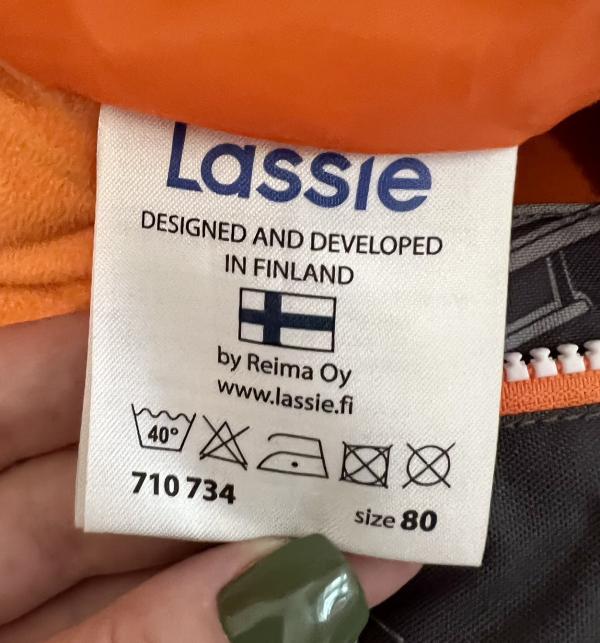 Lassie
DESIGNED AND DEVELOPED
IN FINLAND
by Reima Oy
www.lassie.fi
40°
710 734
size 80